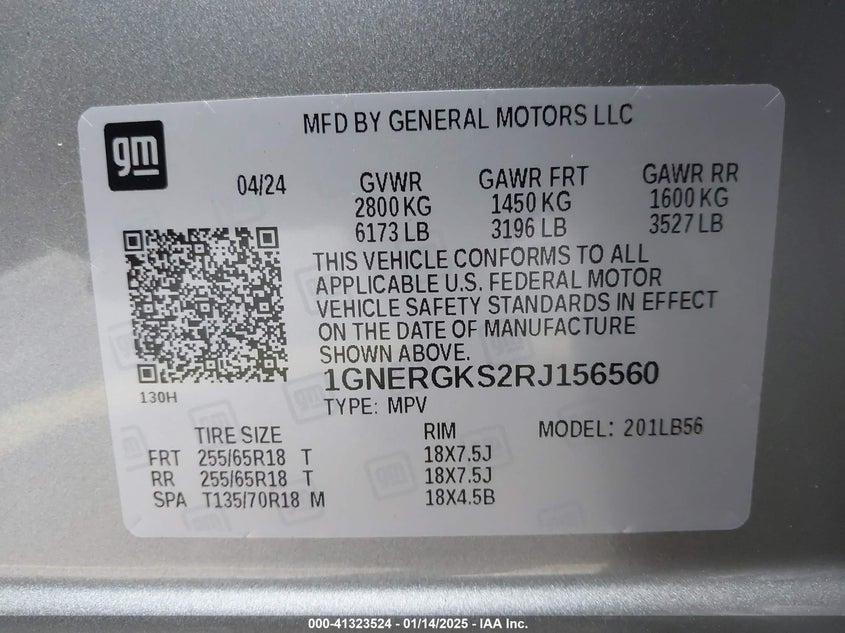 gm
MFD BY GENERAL MOTORS LLC
04/24
GVWR
2800 KG
6173 LB
GAWR FRT
1450 KG
3196 LB
GAWR RR
1600 KG
3527 LB
THIS VEHICLE CONFORMS TO ALL
APPLICABLE U.S. FEDERAL MOTOR
VEHICLE SAFETY STANDARDS IN EFFECT
ON THE DATE OF MANUFACTURE
SHOWN ABOVE.
1GNERGKS2RJ156560
130H
TYPE: MPV
TIRE SIZE RIM MODEL: 201LB56
FRT 255/65R18 T 18X7.5J
RR 255/65R18 T 18X7.5J
SPA T135/70R18 M 18X4.5B
000-41323524 - 01/14/2025 - IAA Inc.